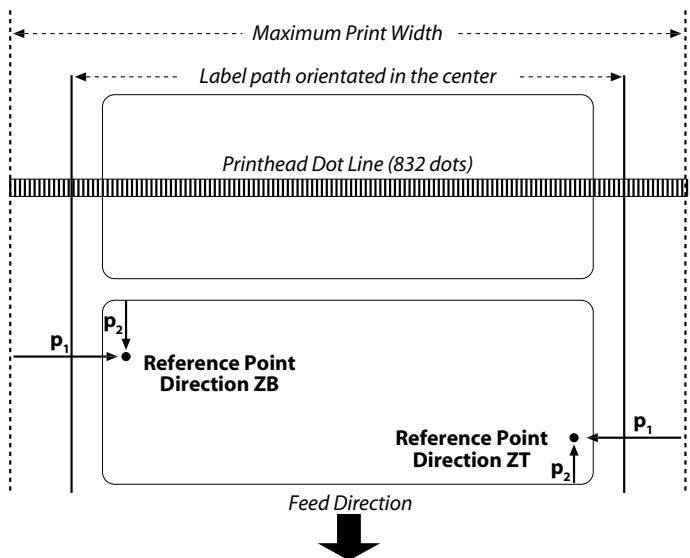 Maximum Print Width
Label path orientated in the center
Printhead Dot Line (832 dots)
p₂
p₁
Reference Point
Direction ZB
p₁
Reference Point
Direction ZT
p₂
Feed Direction